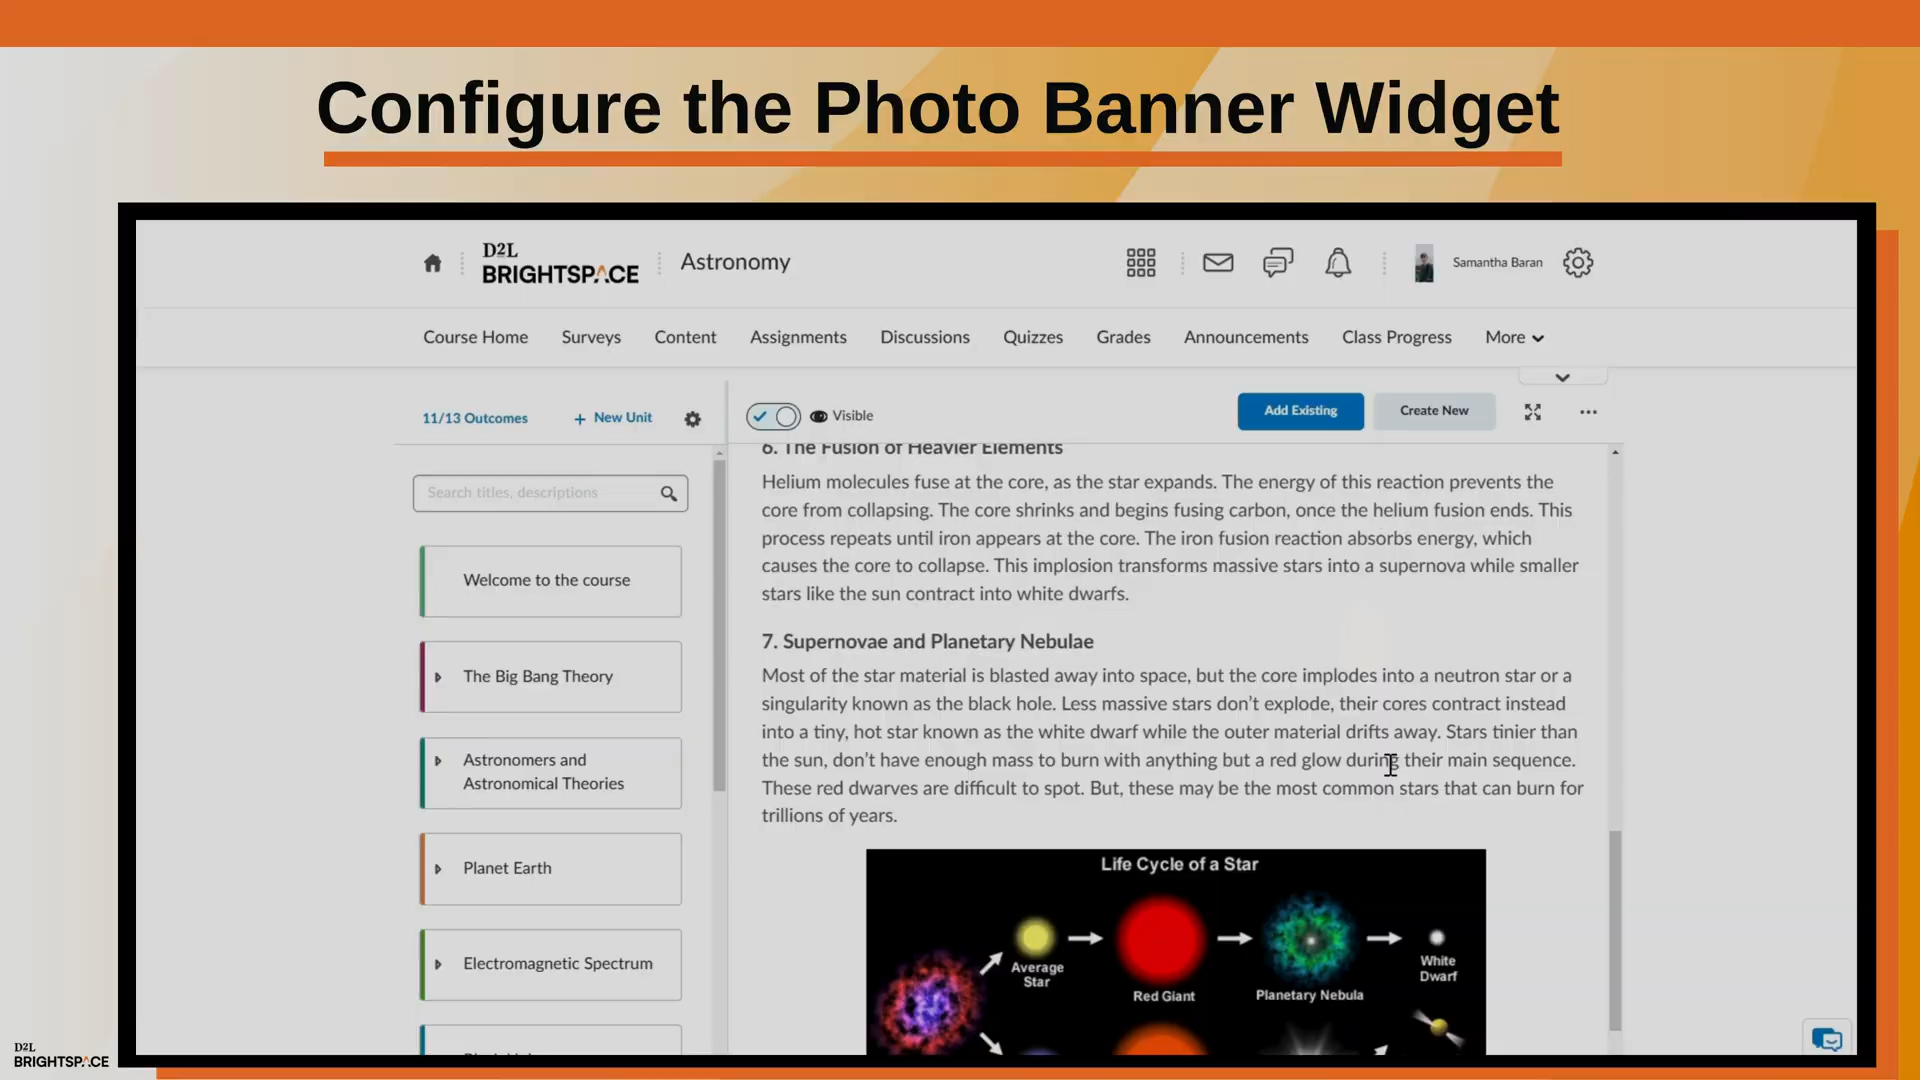 Configure the Photo Banner Widget
D2L
BRIGHTSPACE
Astronomy
Samantha Baran
Course Home
Surveys
Content
Assignments
Discussions
Quizzes
Grades
Announcements
Class Progress
More
11/13 Outcomes
+ New Unit
Visible
Add Existing
Create New
Search titles, descriptions
Welcome to the course
The Big Bang Theory
Astronomers and
Astronomical Theories
Planet Earth
Electromagnetic Spectrum
6. The Fusion of Heavier Elements
Helium molecules fuse at the core, as the star expands. The energy of this reaction prevents the
core from collapsing. The core shrinks and begins fusing carbon, once the helium fusion ends. This
process repeats until iron appears at the core. The iron fusion reaction absorbs energy, which
causes the core to collapse. This implosion transforms massive stars into a supernova while smaller
stars like the sun contract into white dwarfs.
7. Supernovae and Planetary Nebulae
Most of the star material is blasted away into space, but the core implodes into a neutron star or a
singularity known as the black hole. Less massive stars don't explode, their cores contract instead
into a tiny, hot star known as the white dwarf while the outer material drifts away. Stars tinier than
the sun, don't have enough mass to burn with anything but a red glow during their main sequence.
These red dwarves are difficult to spot. But, these may be the most common stars that can burn for
trillions of years.
Life Cycle of a Star
Average
Star
Red Giant
Planetary Nebula
White
Dwarf
D2L
BRIGHTSPACE